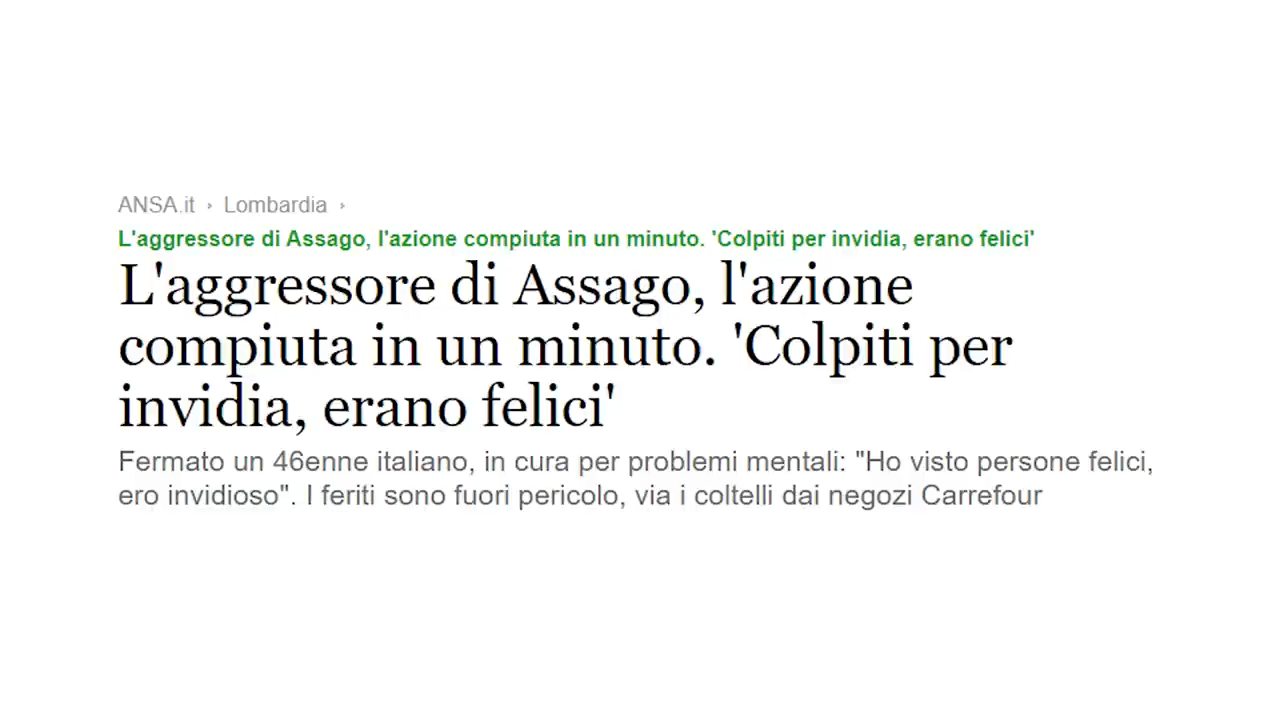 ANSA.it › Lombardia ›
L'aggressore di Assago, l'azione compiuta in un minuto. 'Colpiti per invidia, erano felici'
L'aggressore di Assago, l'azione
compiuta in un minuto. 'Colpiti per
invidia, erano felici'
Fermato un 46enne italiano, in cura per problemi mentali: "Ho visto persone felici,
ero invidioso". I feriti sono fuori pericolo, via i coltelli dai negozi Carrefour